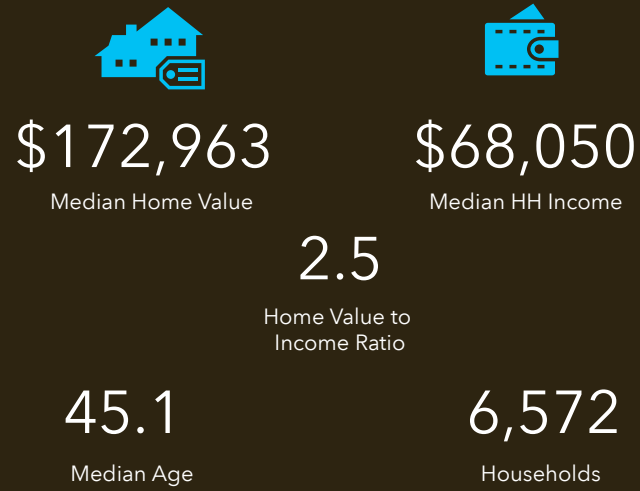 $172,963
Median Home Value
$68,050
Median HH Income
2.5
Home Value to
Income Ratio
45.1
Median Age
6,572
Households